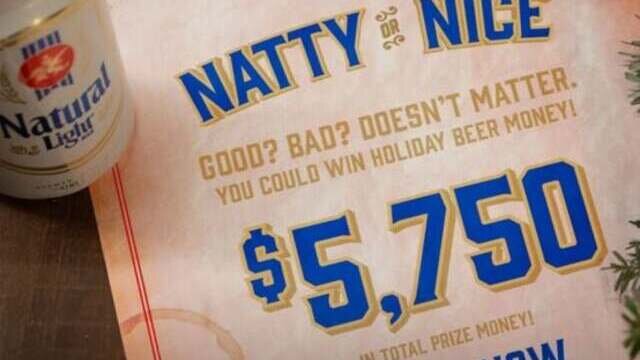 Natural
Light
NATTY OR NICE
GOOD? BAD? DOESN'T MATTER.
YOU COULD WIN HOLIDAY BEER MONEY!
$5,750
IN TOTAL PRIZE MONEY!